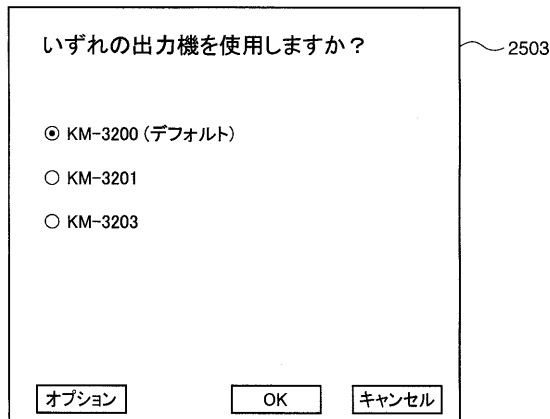 いずれの出力機を使用しますか？
2503
◉ KM-3200 (デフォルト)
○ KM-3201
○ KM-3203
オプション OK キャンセル